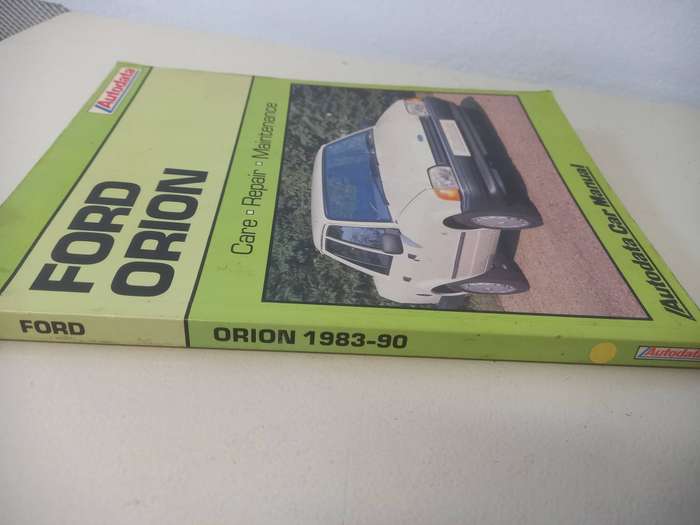 Autodata
FORD
ORION
Care ▫ Repair ▫ Maintenance
Autodata Car Manual
FORD
ORION 1983-90
Autodata